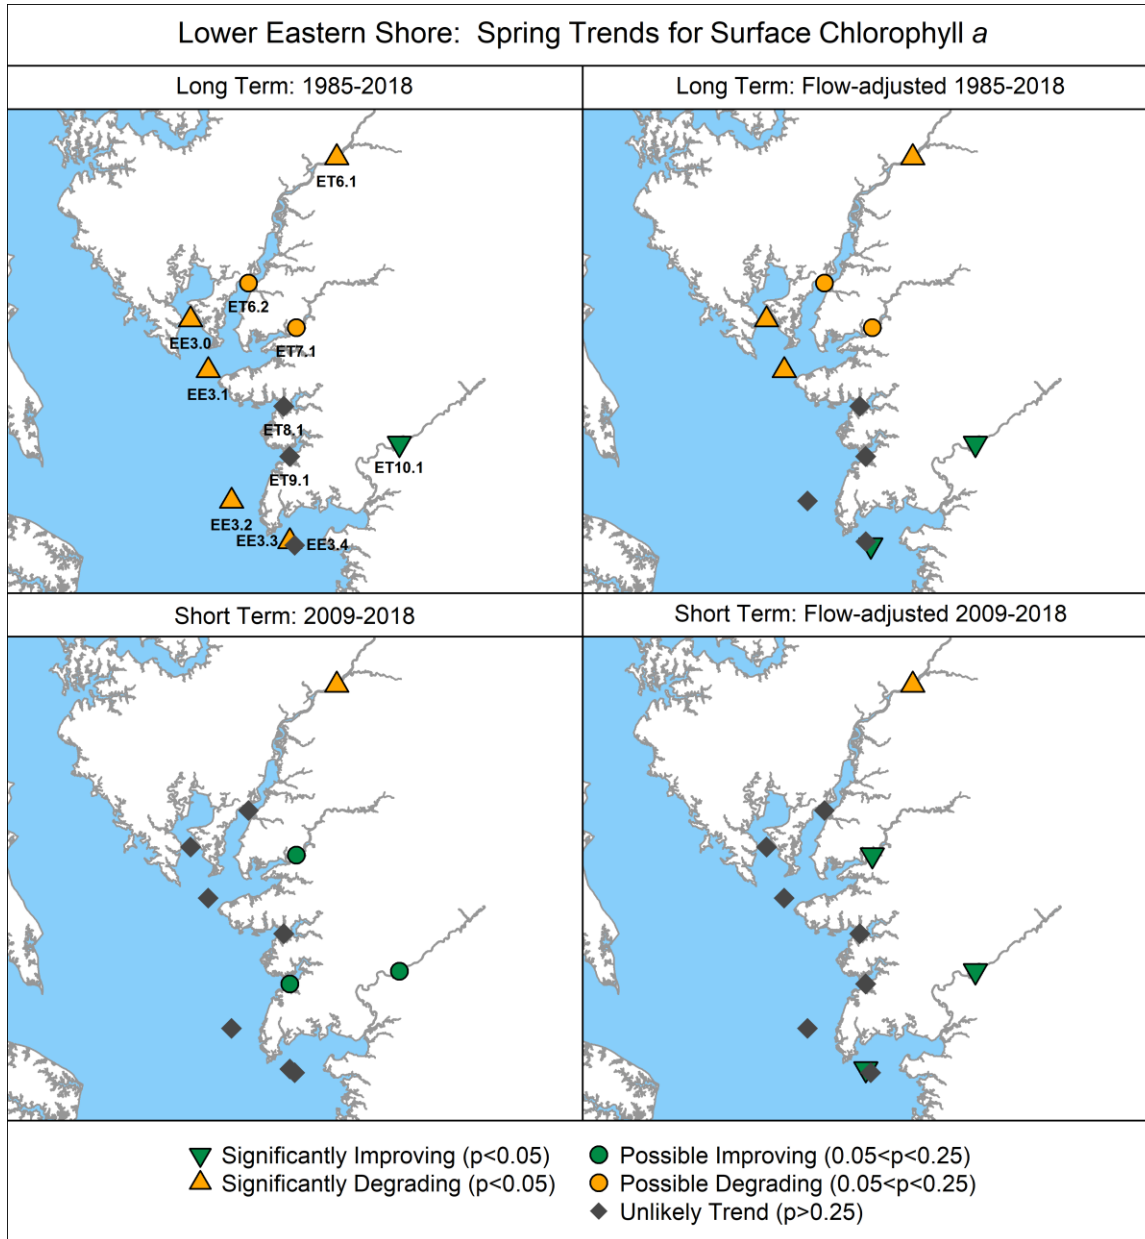 Lower Eastern Shore:  Spring Trends for Surface Chlorophyll a
Long Term: 1985-2018
Long Term: Flow-adjusted 1985-2018
ET6.1
ET6.2
EE3.0
ET7.1
EE3.1
ET8.1
ET10.1
ET9.1
EE3.2
EE3.3
EE3.4
Short Term: 2009-2018
Short Term: Flow-adjusted 2009-2018
Significantly Improving (p<0.05)
Possible Improving (0.05<p<0.25)
Significantly Degrading (p<0.05)
Possible Degrading (0.05<p<0.25)
Unlikely Trend (p>0.25)